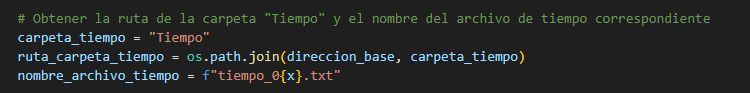 # Obtener la ruta de la carpeta "Tiempo" y el nombre del archivo de tiempo correspondiente
carpeta_tiempo = "Tiempo"
ruta_carpeta_tiempo = os.path.join(direccion_base, carpeta_tiempo)
nombre_archivo_tiempo = f"tiempo_0{x}.txt"